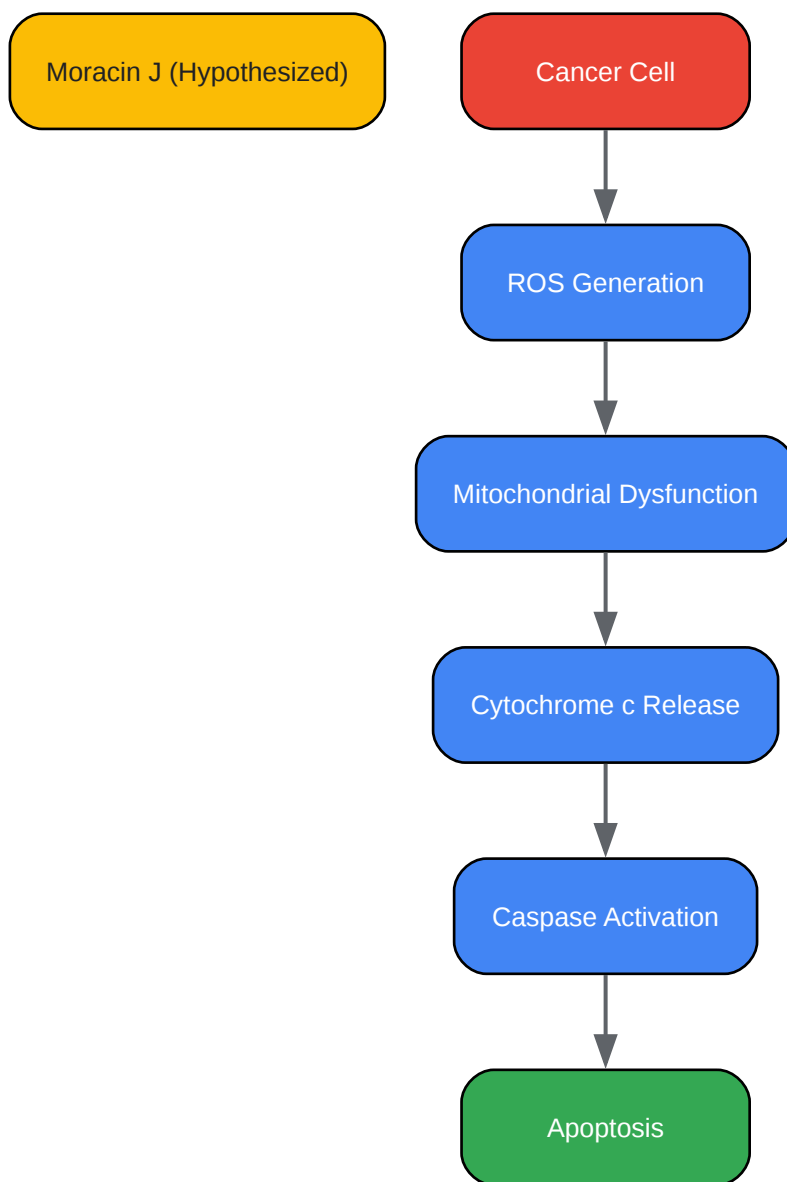 Moracin J (Hypothesized)
Cancer Cell
ROS Generation
Mitochondrial Dysfunction
Cytochrome c Release
Caspase Activation
Apoptosis